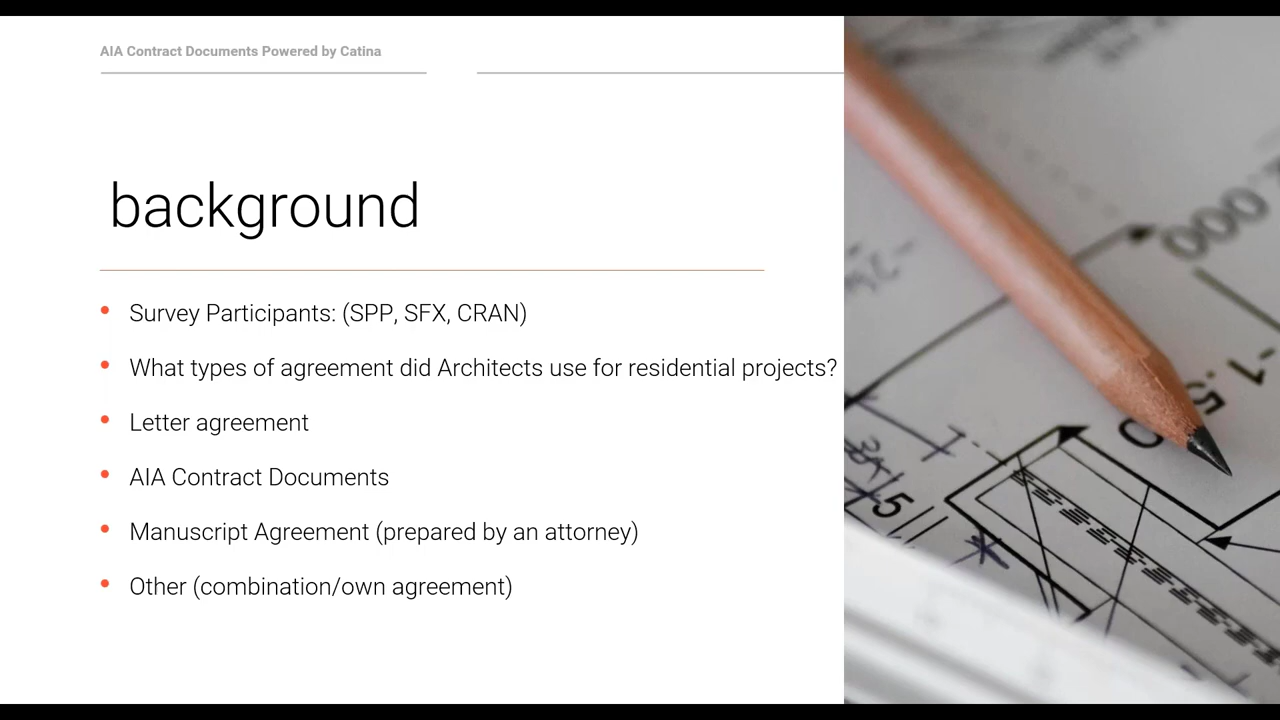 AIA Contract Documents Powered by Catina
background
• Survey Participants: (SPP, SFX, CRAN)
• What types of agreement did Architects use for residential projects?
• Letter agreement
• AIA Contract Documents
• Manuscript Agreement (prepared by an attorney)
• Other (combination/own agreement)
000